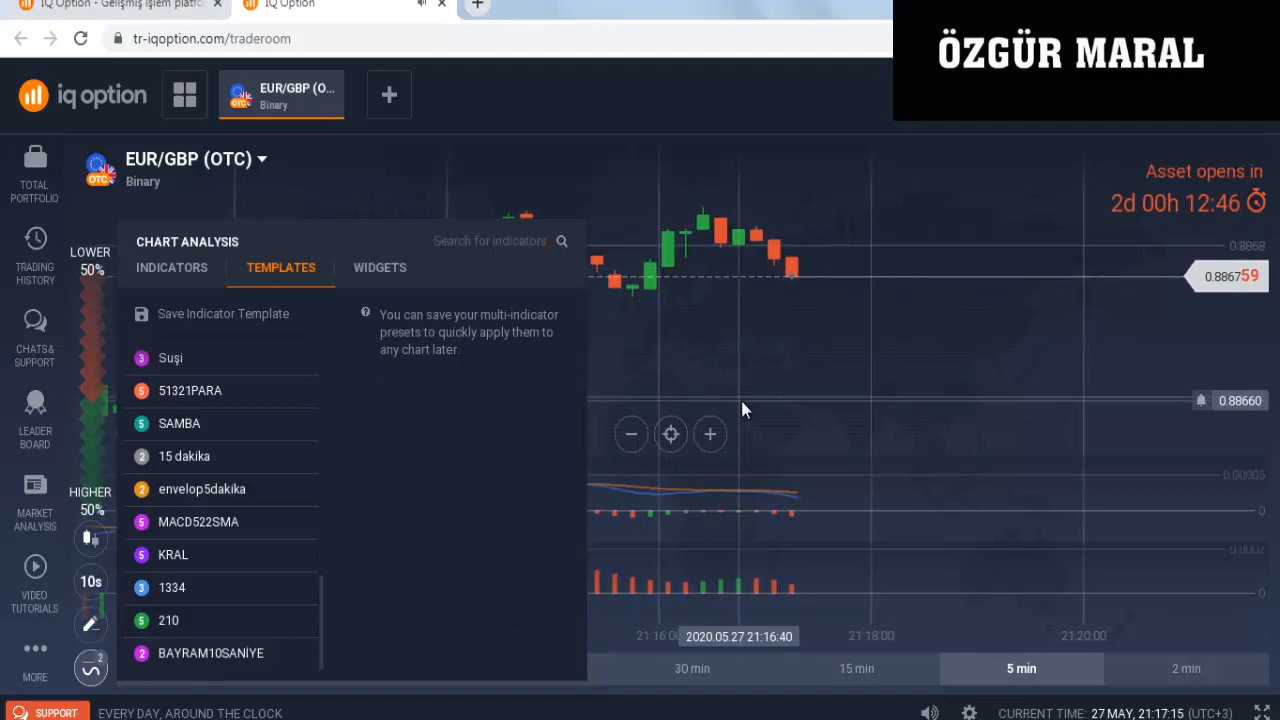 IQ Option - Gelişmiş işlem platfo
IQ Option
tr-iqoption.com/traderoom
ÖZGÜR MARAL
iq option
EUR/GBP (O...
Binary
OTC
EUR/GBP (OTC)
Binary
OTC
Asset opens in
2d 00h 12:46
TOTAL
PORTFOLIO
TRADING
HISTORY
CHATS &
SUPPORT
LEADER
BOARD
MARKET
ANALYSIS
VIDEO
TUTORIALS
MORE
LOWER
50%
HIGHER
50%
10s
2
CHART ANALYSIS
Search for indicators
INDICATORS
TEMPLATES
WIDGETS
Save Indicator Template
3 Suşi
5 51321PARA
5 SAMBA
2 15 dakika
2 envelop5dakika
5 MACD522SMA
5 KRAL
3 1334
5 210
2 BAYRAM10SANİYE
You can save your multi-indicator
presets to quickly apply them to
any chart later.
0.8868
0.886759
0.88660
0.00005
0
0.0002
0
21:16:00
2020.05.27 21:16:40
21:18:00
21:20:00
30 min
15 min
5 min
2 min
SUPPORT
EVERY DAY, AROUND THE CLOCK
CURRENT TIME: 27 MAY, 21:17:15 (UTC+3)